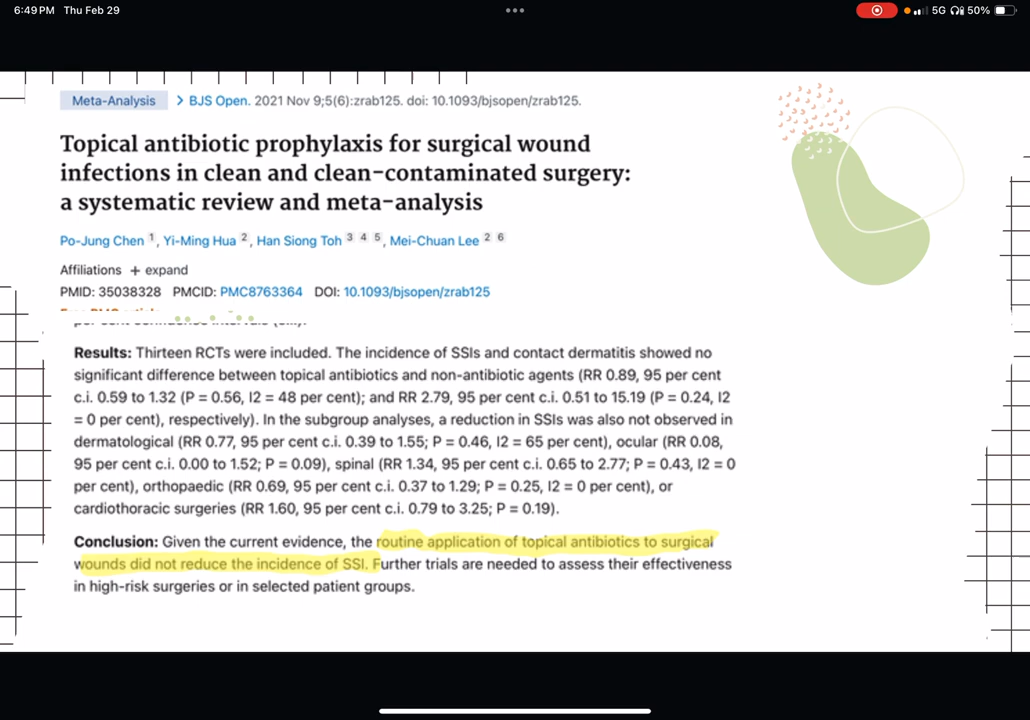 6:49 PM Thu Feb 29
5G 50%
Meta-Analysis > BJS Open. 2021 Nov 9;5(6):zrab125. doi: 10.1093/bjsopen/zrab125.
Topical antibiotic prophylaxis for surgical wound
infections in clean and clean-contaminated surgery:
a systematic review and meta-analysis
Po-Jung Chen 1, Yi-Ming Hua 2, Han Siong Toh 3 4 5, Mei-Chuan Lee 2 6
Affiliations + expand
PMID: 35038328 PMCID: PMC8763364 DOI: 10.1093/bjsopen/zrab125
Results: Thirteen RCTs were included. The incidence of SSIs and contact dermatitis showed no
significant difference between topical antibiotics and non-antibiotic agents (RR 0.89, 95 per cent
c.i. 0.59 to 1.32 (P = 0.56, I2 = 48 per cent); and RR 2.79, 95 per cent c.i. 0.51 to 15.19 (P = 0.24, I2
= 0 per cent), respectively). In the subgroup analyses, a reduction in SSIs was also not observed in
dermatological (RR 0.77, 95 per cent c.i. 0.39 to 1.55; P = 0.46, I2 = 65 per cent), ocular (RR 0.08,
95 per cent c.i. 0.00 to 1.52; P = 0.09), spinal (RR 1.34, 95 per cent c.i. 0.65 to 2.77; P = 0.43, I2 = 0
per cent), orthopaedic (RR 0.69, 95 per cent c.i. 0.37 to 1.29; P = 0.25, I2 = 0 per cent), or
cardiothoracic surgeries (RR 1.60, 95 per cent c.i. 0.79 to 3.25; P = 0.19).
Conclusion: Given the current evidence, the routine application of topical antibiotics to surgical
wounds did not reduce the incidence of SSI. Further trials are needed to assess their effectiveness
in high-risk surgeries or in selected patient groups.